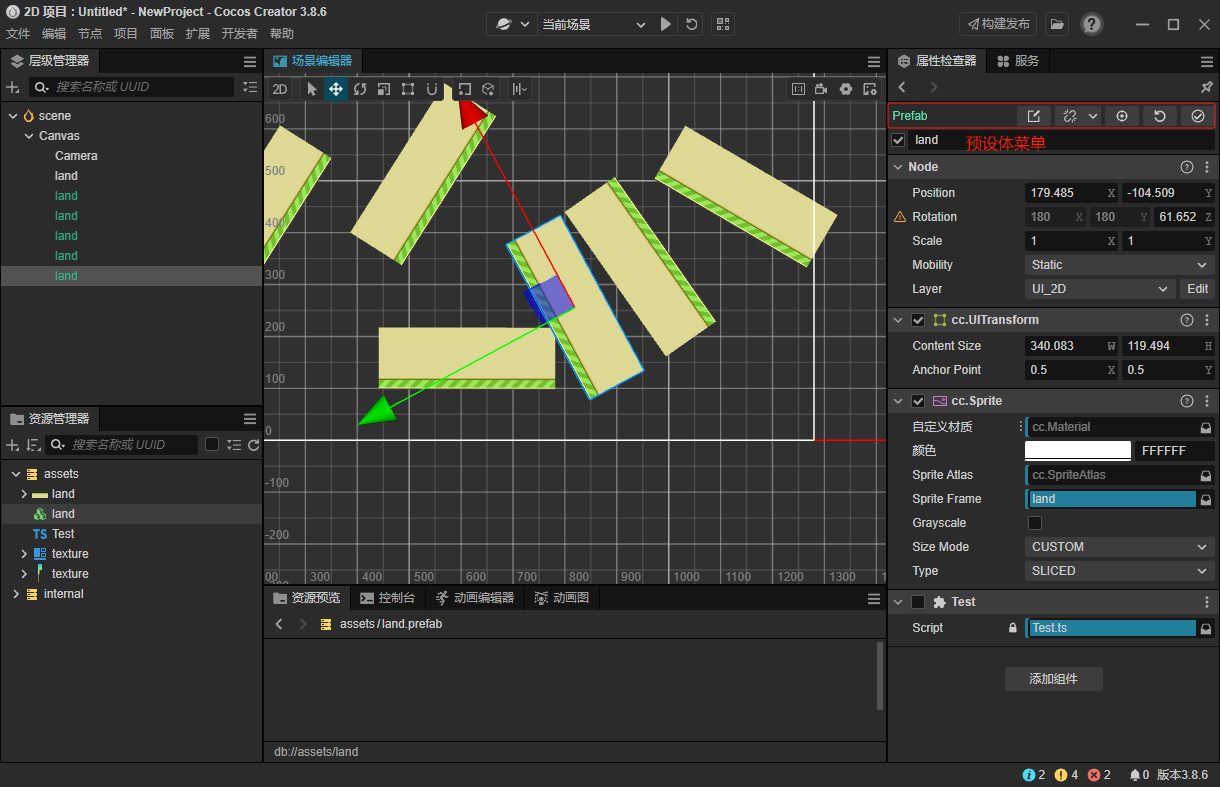 2D 项目 : Untitled* - NewProject - Cocos Creator 3.8.6
文件 编辑 节点 项目 面板 扩展 开发者 帮助
当前场景
构建发布
层级管理器
搜索名称或 UUID
scene
Canvas
Camera
land
land
land
land
land
land
资源管理器
搜索名称或 UUID
assets
land
land
TS Test
texture
texture
internal
场景编辑器
2D
600
500
400
300
200
100
0
-100
-200
00 300 400 500 600 700 800 900 1000 1100 1200 1300 1
资源预览 控制台 动画编辑器 动画图
assets / land.prefab
db://assets/land
属性检查器 服务
Prefab
land 预设体菜单
Node
Position 179.485 X -104.509 Y
Rotation 180 X 180 Y 61.652 Z
Scale 1 X 1 Y
Mobility Static
Layer UI_2D Edit
cc.UITransform
Content Size 340.083 W 119.494 H
Anchor Point 0.5 X 0.5 Y
cc.Sprite
自定义材质 cc.Material
颜色 FFFFFF
Sprite Atlas cc.SpriteAtlas
Sprite Frame land
Grayscale
Size Mode CUSTOM
Type SLICED
Test
Script Test.ts
添加组件
2 4 2 0 版本3.8.6